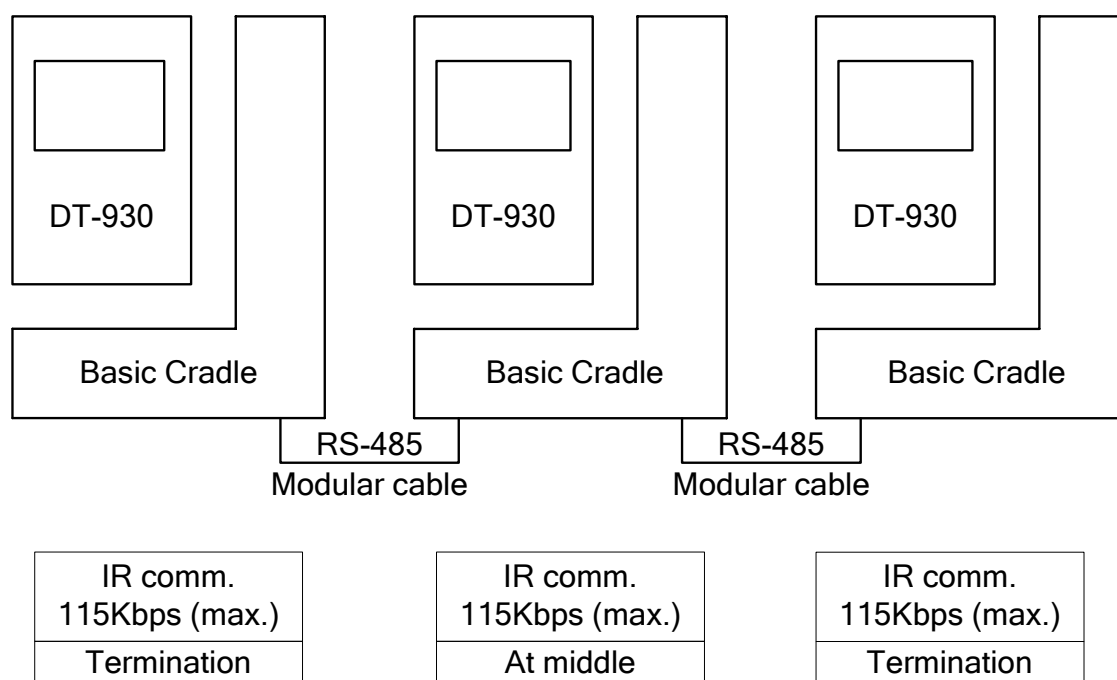 DT-930
DT-930
DT-930
Basic Cradle
Basic Cradle
Basic Cradle
RS-485
RS-485
Modular cable
Modular cable
IR comm.
115Kbps (max.)
Termination
IR comm.
115Kbps (max.)
At middle
IR comm.
115Kbps (max.)
Termination